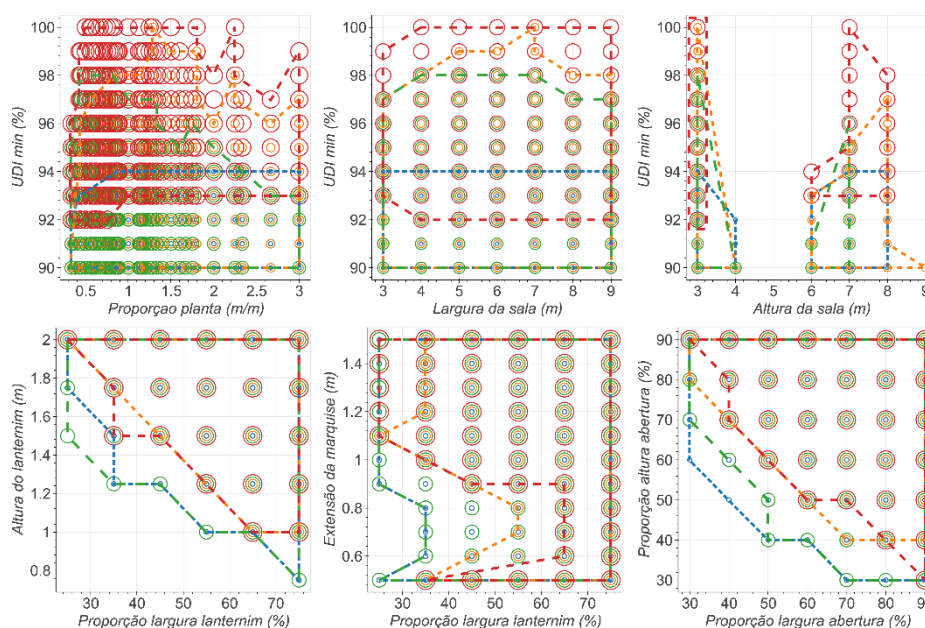 UDI min (%)
100
98
96
94
92
90
0.5 1 1.5 2 2.5 3
Proporçao planta (m/m)
UDI min (%)
100
98
96
94
92
90
3 4 5 6 7 8 9
Largura da sala (m)
UDI min (%)
100
98
96
94
92
90
3 4 5 6 7 8 9
Altura da sala (m)
Altura do lanternim (m)
2
1.8
1.6
1.4
1.2
1
0.8
30 40 50 60 70
Proporção largura lanternim (%)
Extensão da marquise (m)
1.4
1.2
1
0.8
0.6
30 40 50 60 70
Proporção largura lanternim (%)
Proporção altura abertura (%)
90
80
70
60
50
40
30
30 40 50 60 70 80
Proporção largura abertura (%)